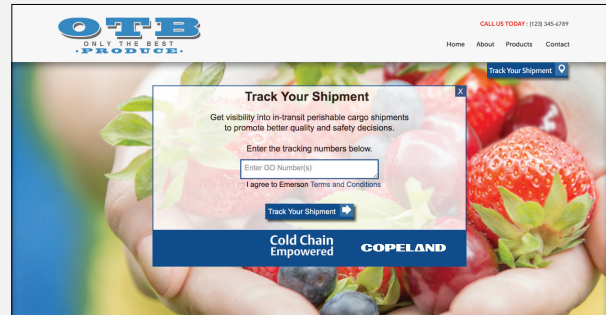 OTB
ONLY THE BEST
· PRODUCE ·
CALL US TODAY : (123) 345-6789
Home About Products Contact
Track Your Shipment
X
Track Your Shipment
Get visibility into in-transit perishable cargo shipments
to promote better quality and safety decisions.
Enter the tracking numbers below.
Enter GO Number(s)
I agree to Emerson Terms and Conditions
Track Your Shipment
Cold Chain
Empowered
COPELAND